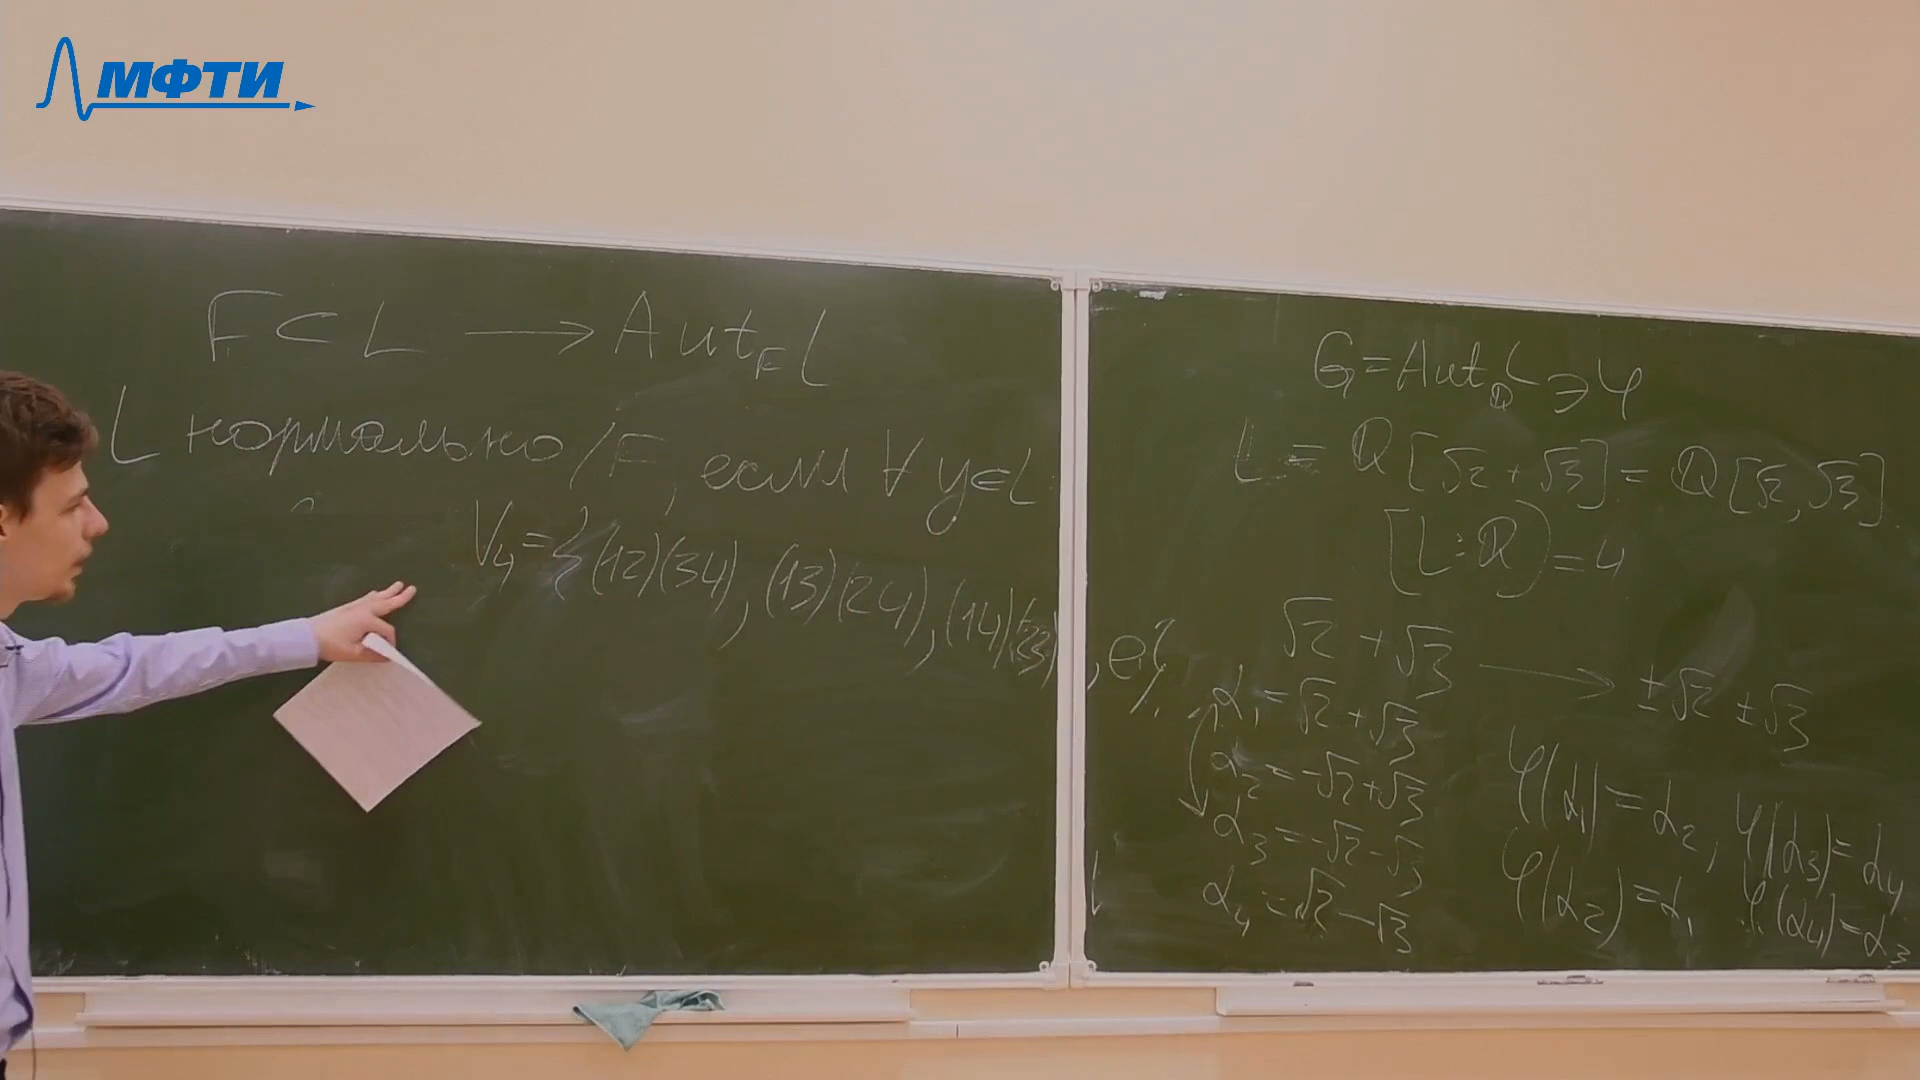 МФТИ
F ⊂ L → Aut_F L
L нормально /F, если ∀ y ∈ L
V₄ = {(12)(34), (13)(24), (14)(23), e}
G = Aut_ℚ L ∋ φ
L = ℚ[√2 + √3] = ℚ[√2, √3]
[L:ℚ] = 4
√2 + √3 → ±√2 ±√3
α₁ = √2 + √3
α₂ = -√2 + √3
α₃ = -√2 - √3
α₄ = √2 - √3
φ(α₁) = α₂, φ(α₃) = α₄
φ(α₂) = α₁ φ(α₄) = α₃